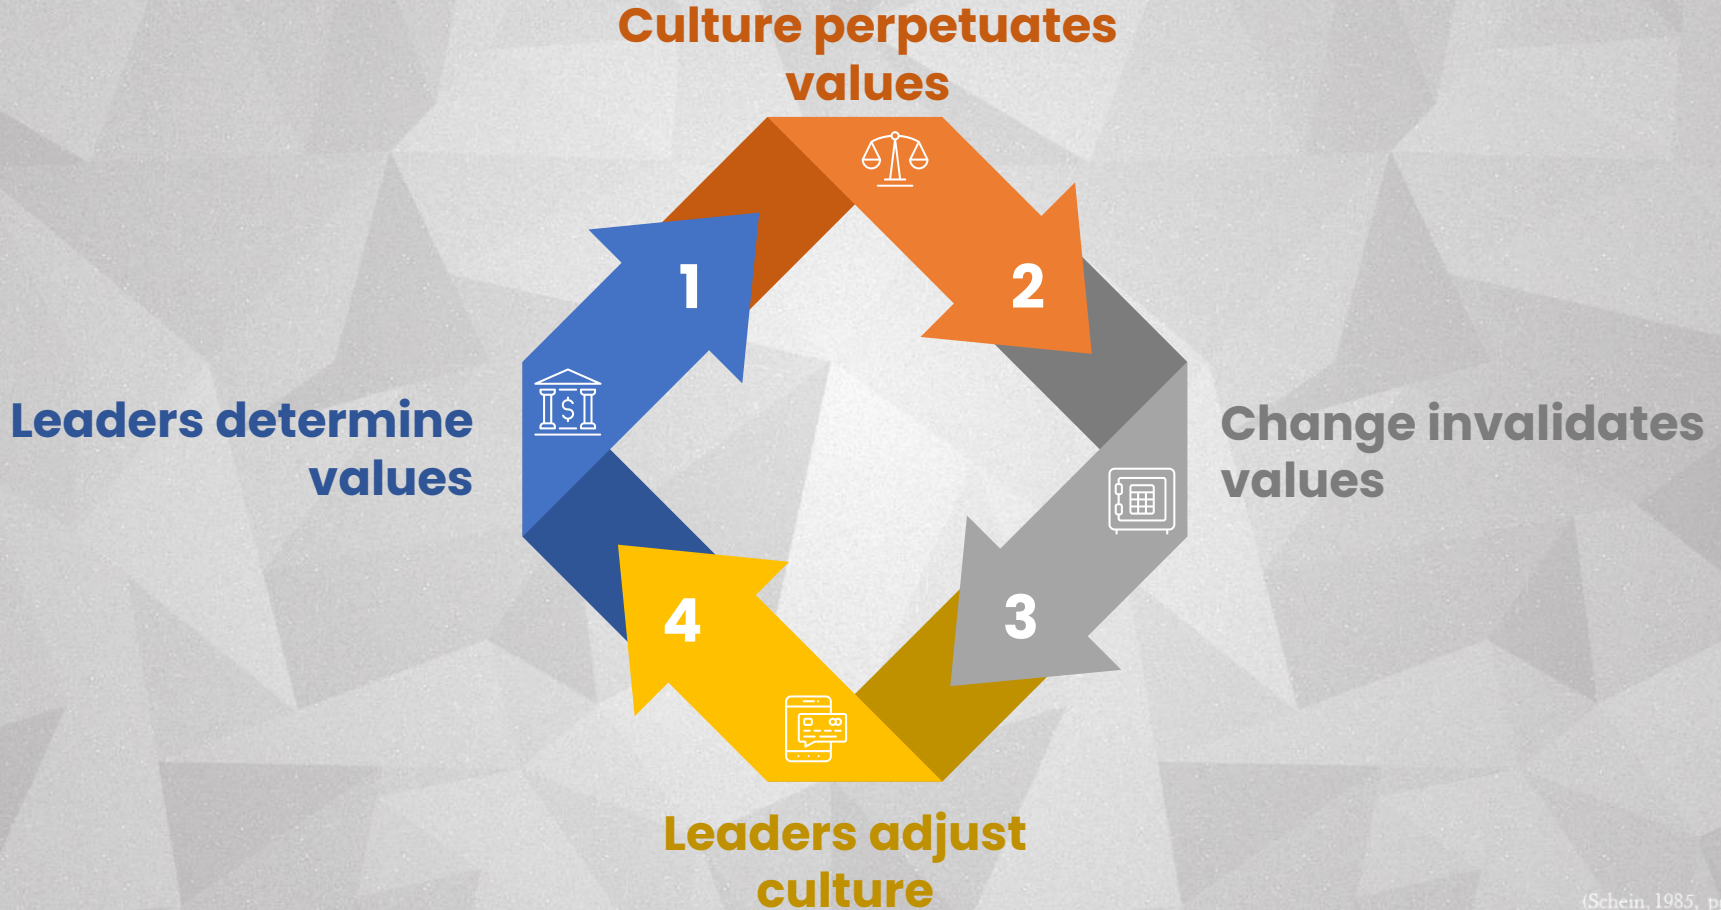 Culture perpetuates
values
1
2
Leaders determine
values
$
Change invalidates
values
4
3
Leaders adjust
culture
(Schein, 1985,